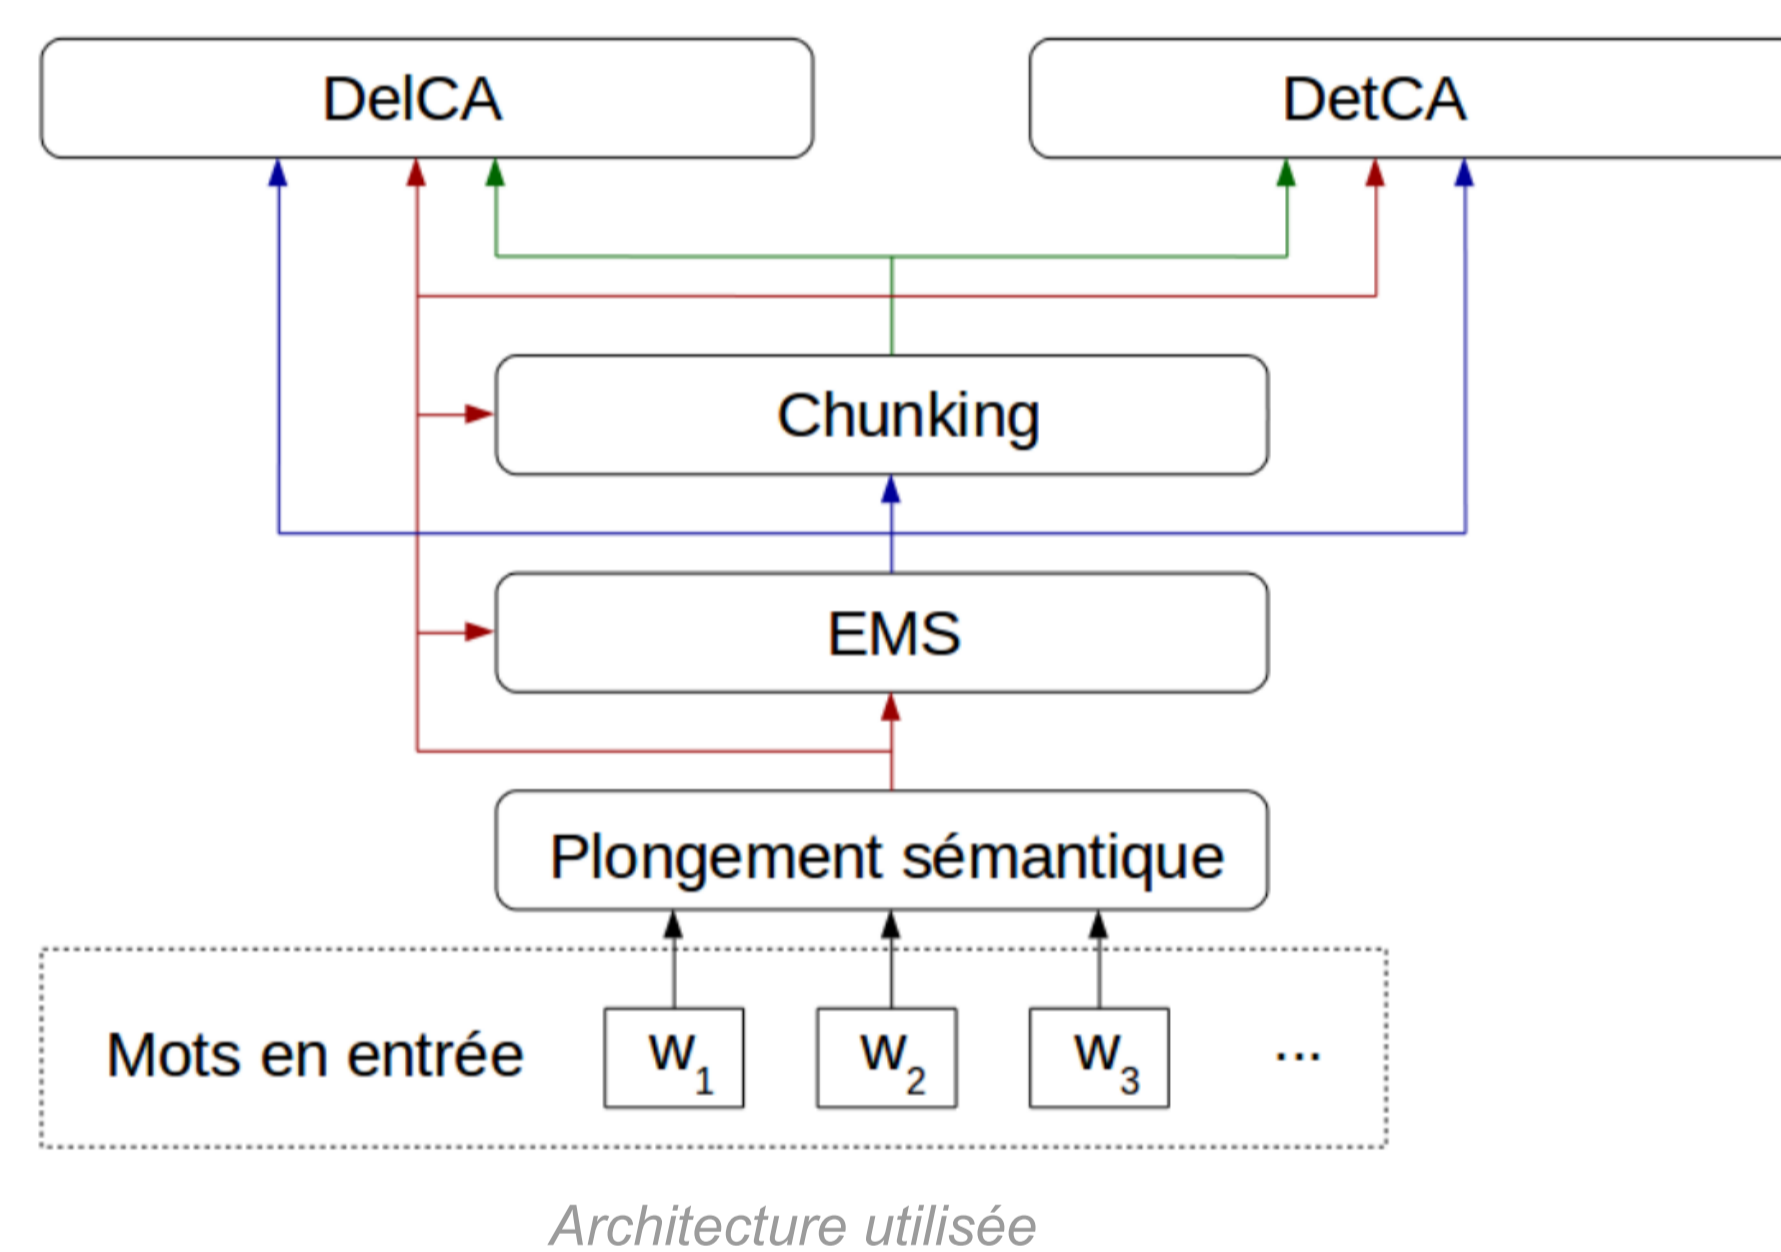 DelCA
DetCA
Chunking
EMS
Plongement sémantique
Mots en entrée w1 w2 w3 ...
Architecture utilisée